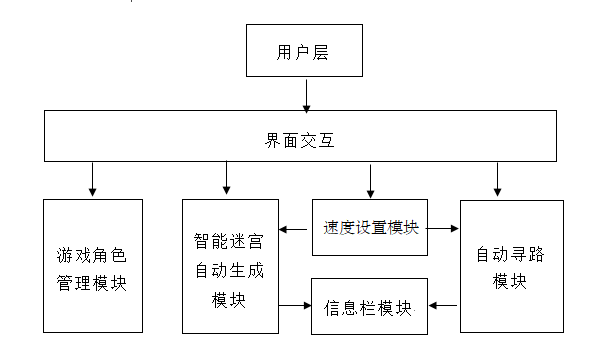 用户层
界面交互
游戏角色
管理模块
智能迷宫
自动生成
模块
速度设置模块
信息栏模块
自动寻路
模块